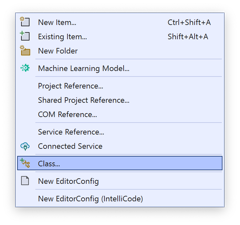 New Item... Ctrl+Shift+A
Existing Item... Shift+Alt+A
New Folder
Machine Learning Model...
Project Reference...
Shared Project Reference...
COM Reference...
Service Reference...
Connected Service
Class...
New EditorConfig
New EditorConfig (IntelliCode)